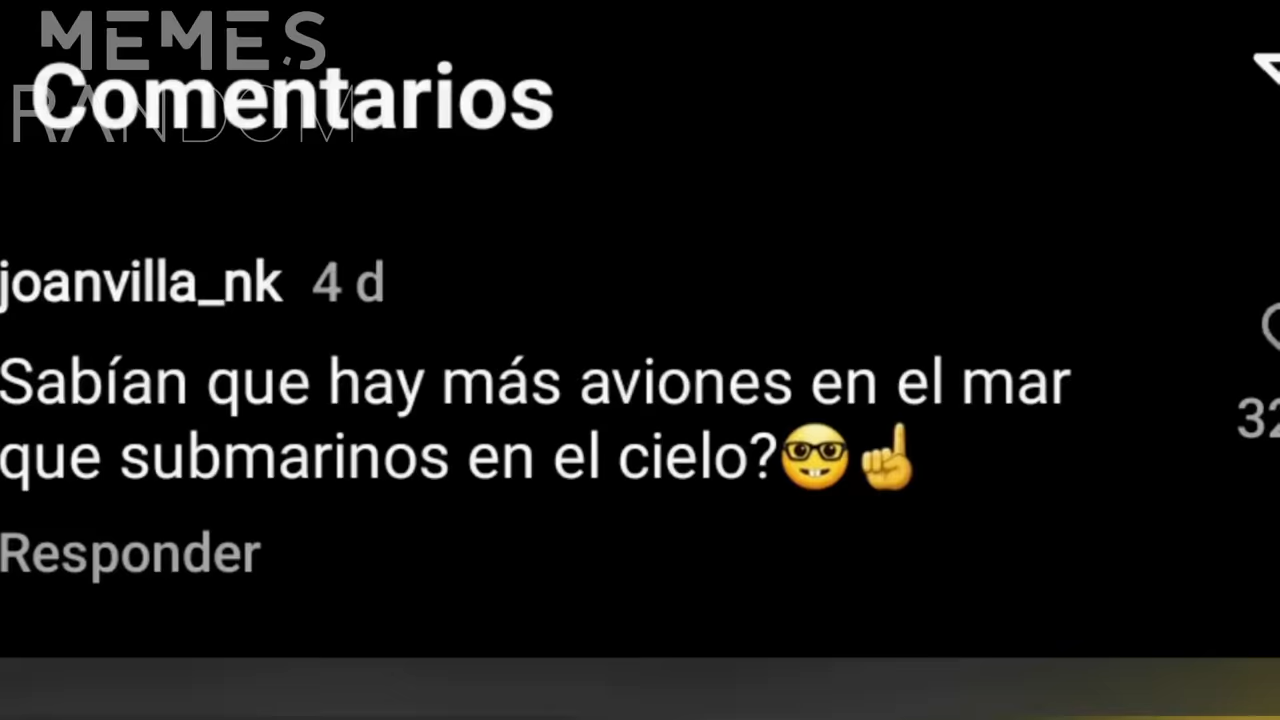 MEMES
RANDOM
Comentarios
joanvilla_nk 4 d
Sabían que hay más aviones en el mar
que submarinos en el cielo?🤓☝️
32
Responder